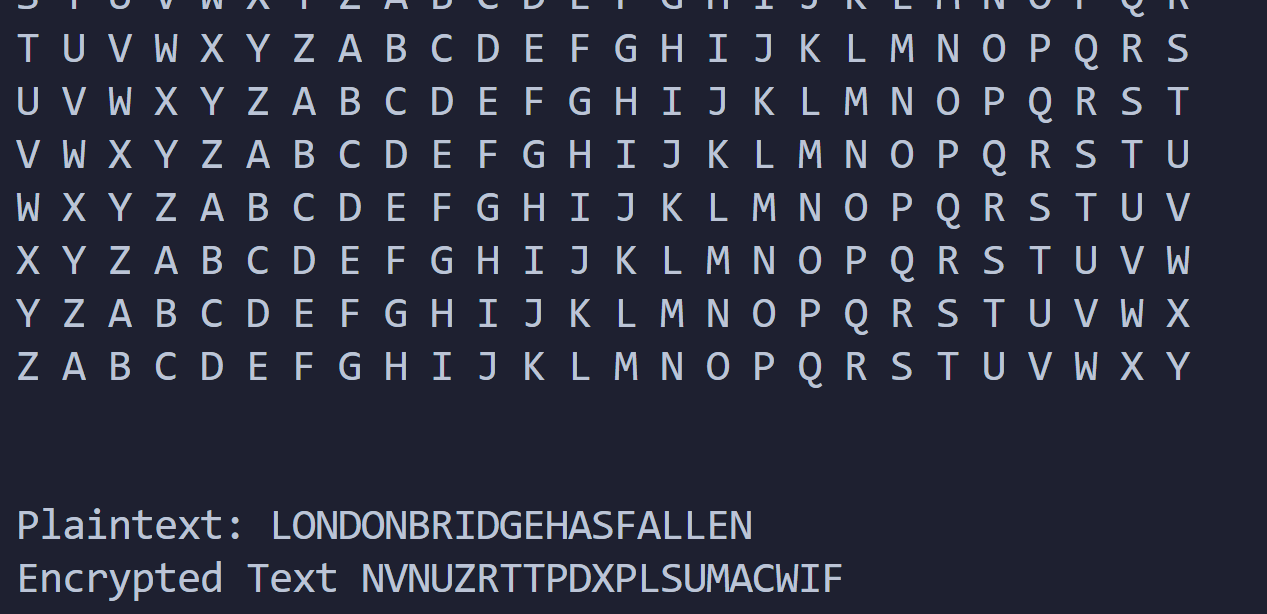 S T U V W X Y Z A B C D E F G H I J K L M N O P Q R
T U V W X Y Z A B C D E F G H I J K L M N O P Q R S
U V W X Y Z A B C D E F G H I J K L M N O P Q R S T
V W X Y Z A B C D E F G H I J K L M N O P Q R S T U
W X Y Z A B C D E F G H I J K L M N O P Q R S T U V
X Y Z A B C D E F G H I J K L M N O P Q R S T U V W
Y Z A B C D E F G H I J K L M N O P Q R S T U V W X
Z A B C D E F G H I J K L M N O P Q R S T U V W X Y
Plaintext: LONDONBRIDGEHASFALLEN
Encrypted Text NVNUZRTTPDXPLSUMACWIF